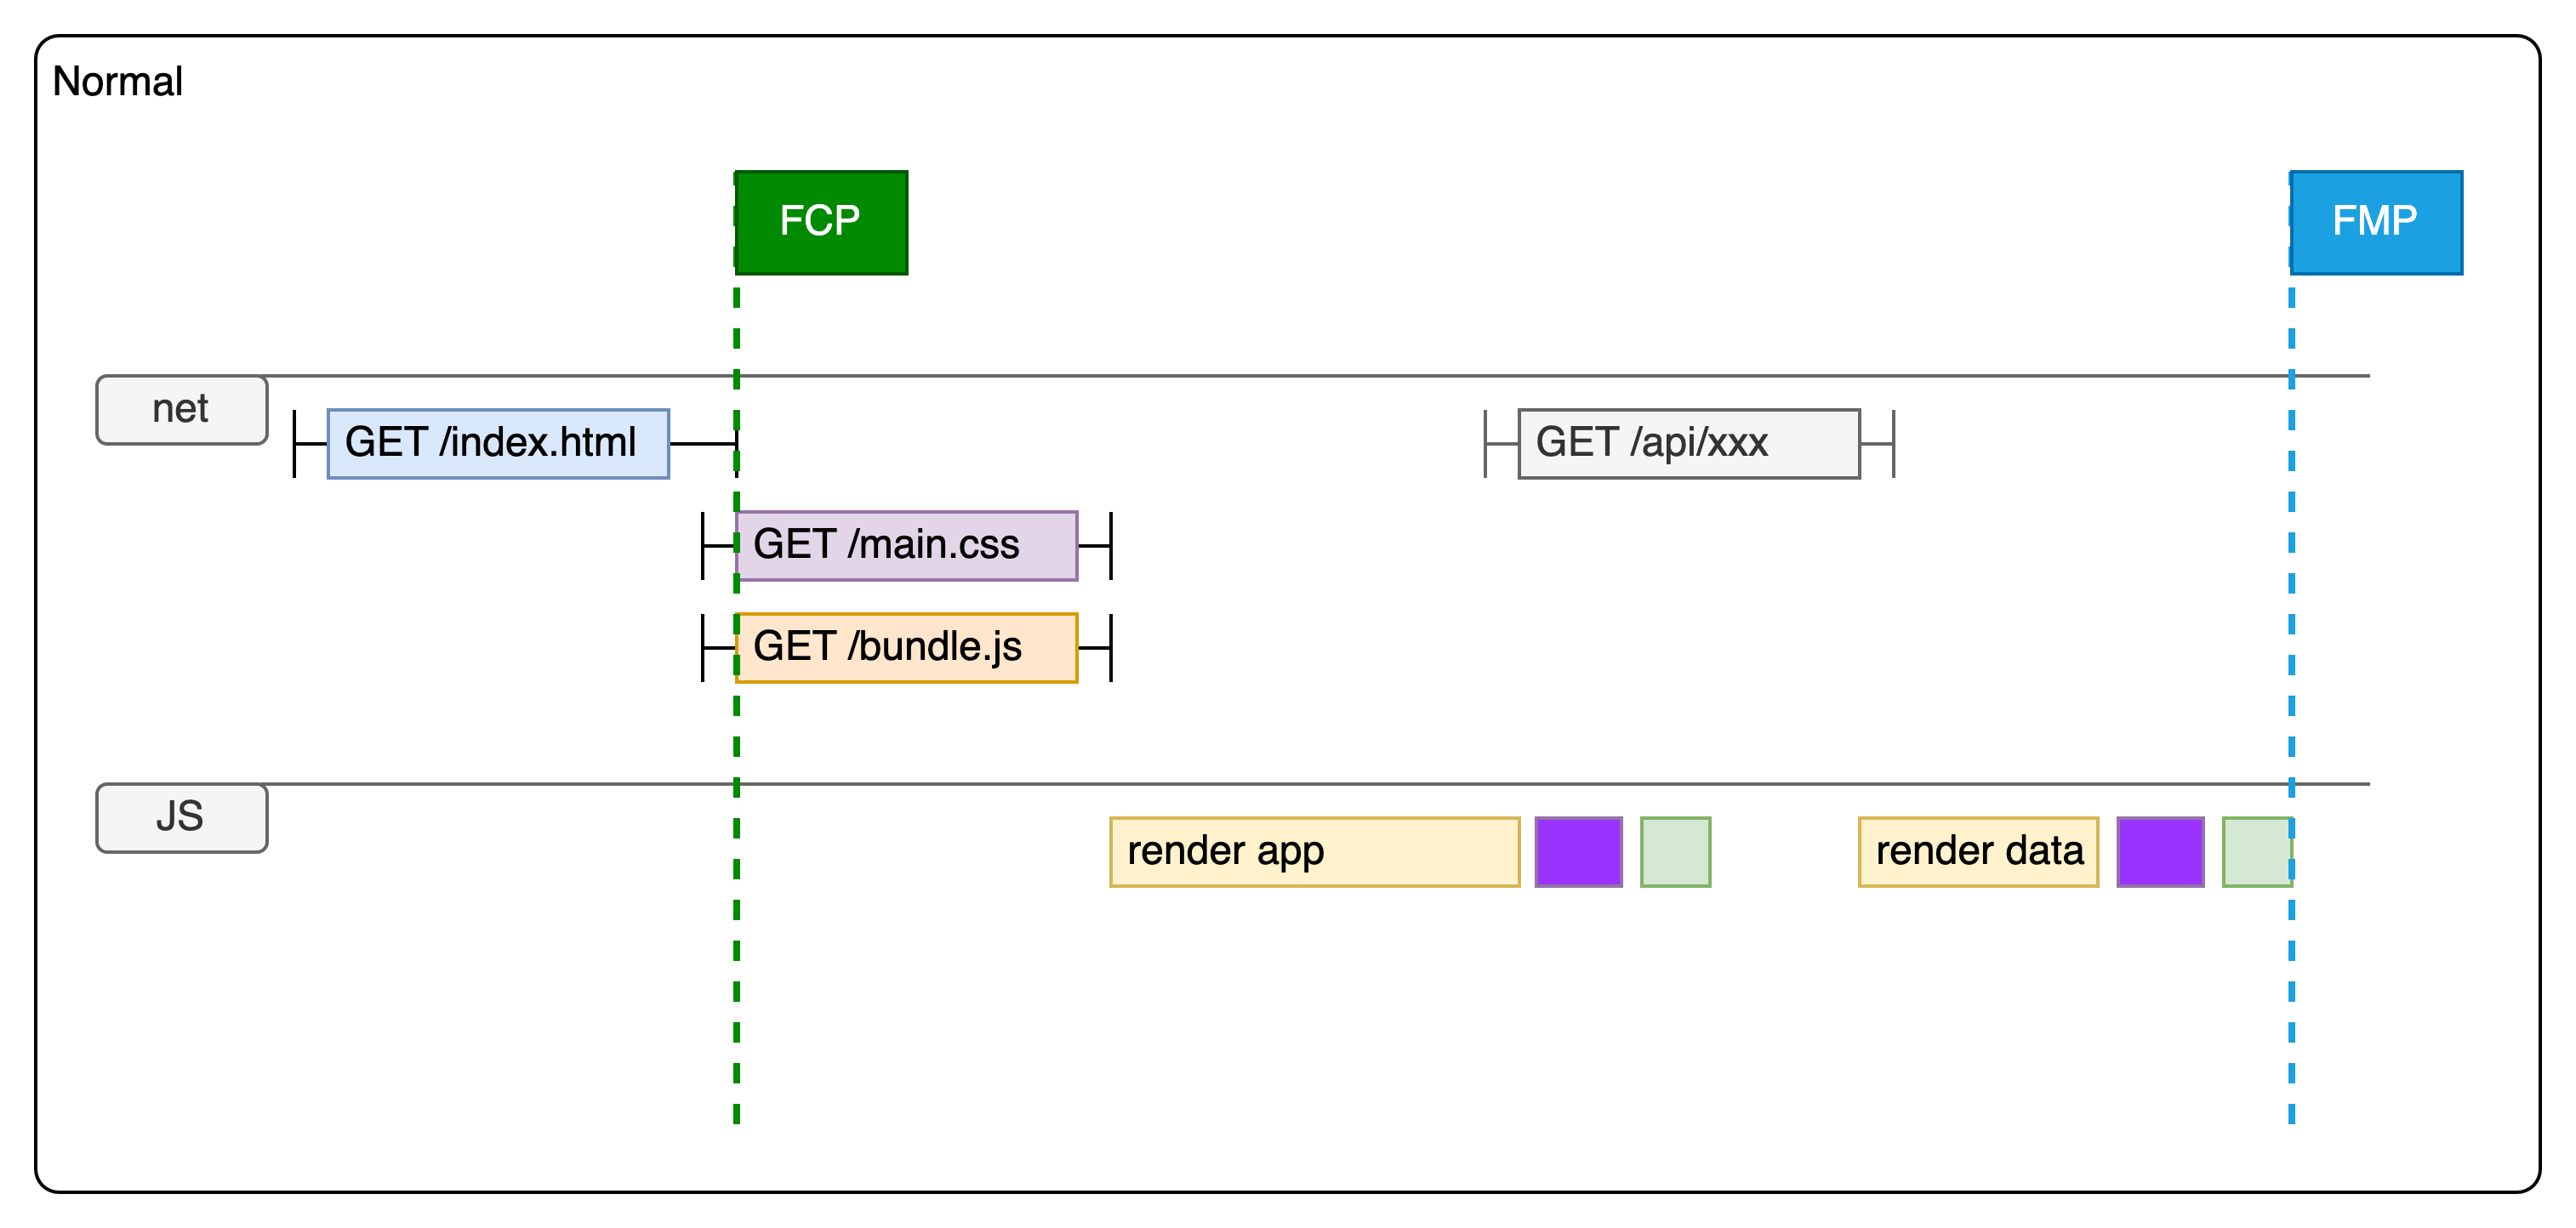 Normal
FCP
FMP
net
GET /index.html
GET /api/xxx
GET /main.css
GET /bundle.js
JS
render app
render data